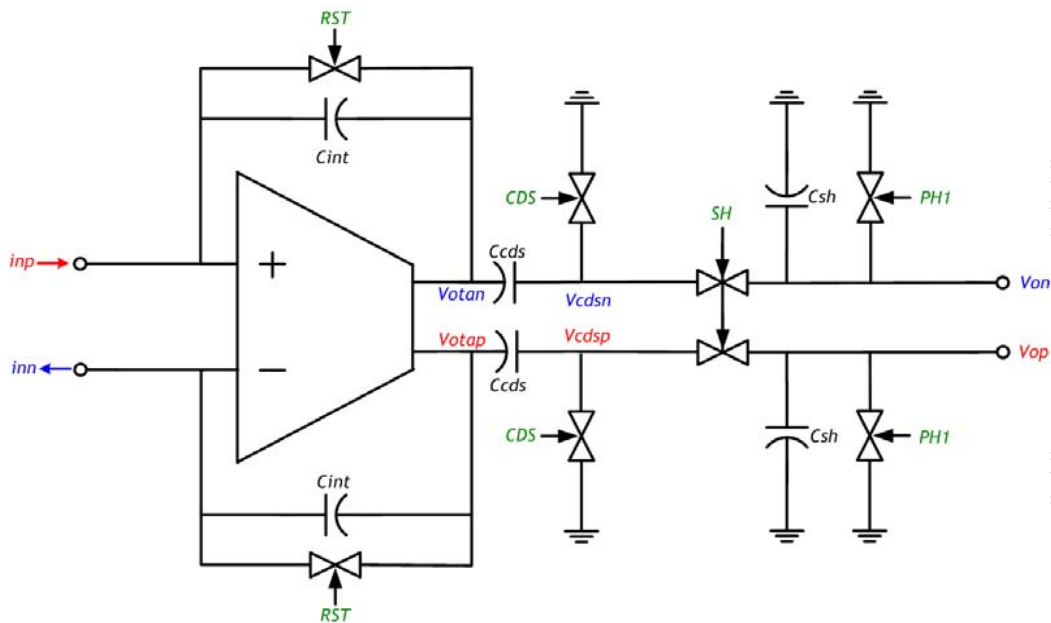 RST
Cint
CDS
SH
Csh
PH1
inp
+
Ccds
Votan
Vcdsn
Von
Votap
Vcdsp
Vop
inn
−
Ccds
CDS
Csh
PH1
Cint
RST